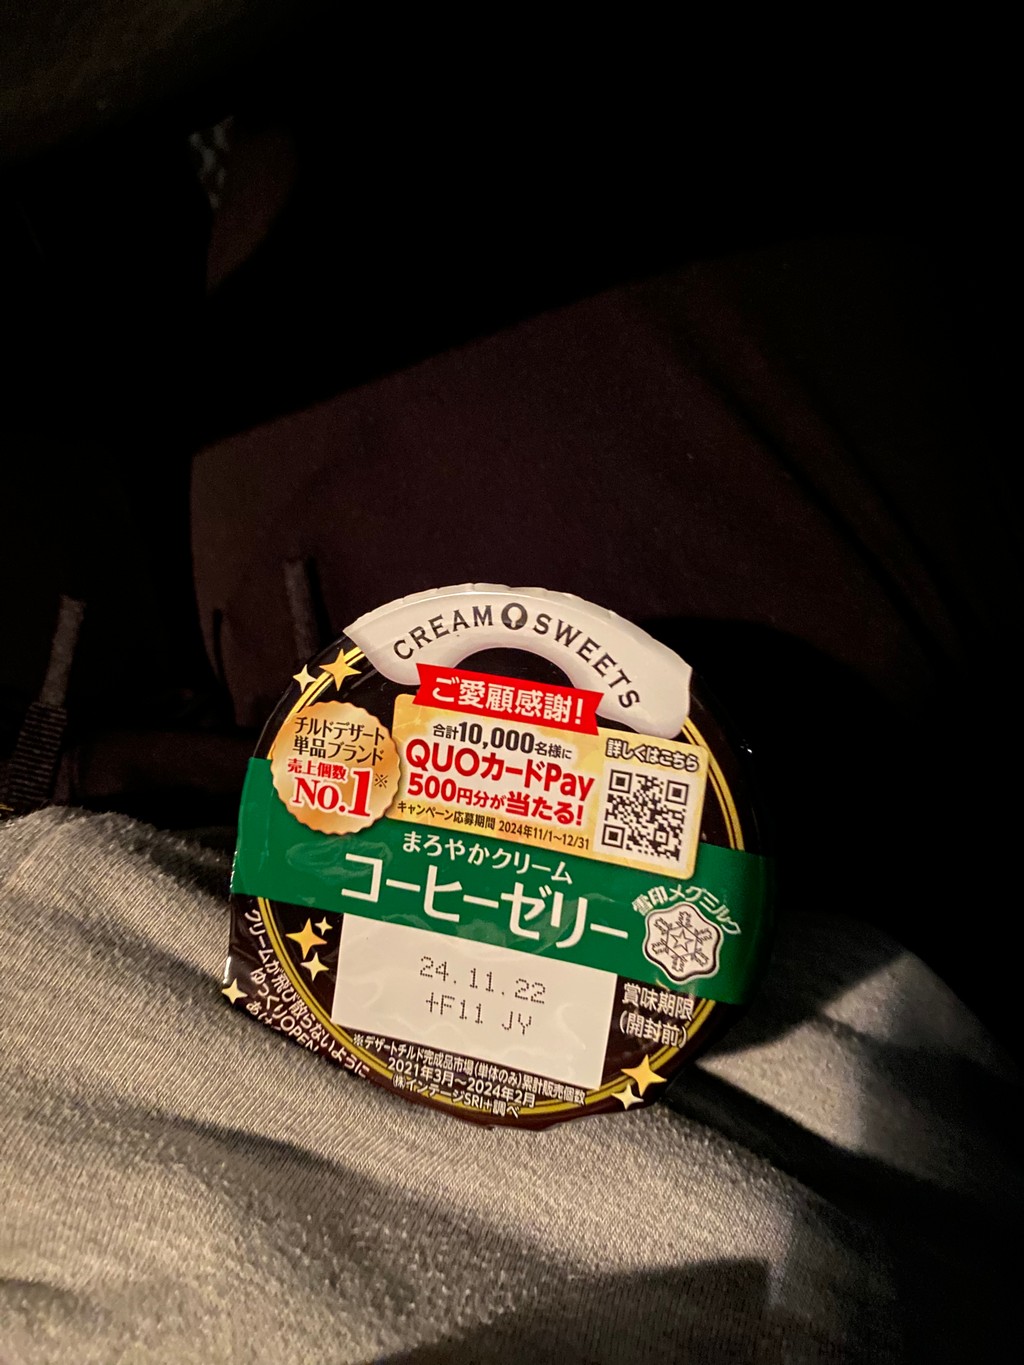 CREAM SWEETS
ご愛顧感謝!
チルドデザート
単品ブランド
売上個数
No.1※
合計10,000名様に
QUOカードPay
500円分が当たる!
キャンペーン応募期間 2024年11/1~12/31
詳しくはこちら
まろやかクリーム
コーヒーゼリー
雪印メグミルク
24.11.22
+F11 JY
賞味期限
(開封前)
クリームが飛び散らないように
ゆっくりOPEN
※デザートチルド完成品市場(単体のみ)累計販売個数
2021年3月~2024年2月
㈱インテージSRI+調べ